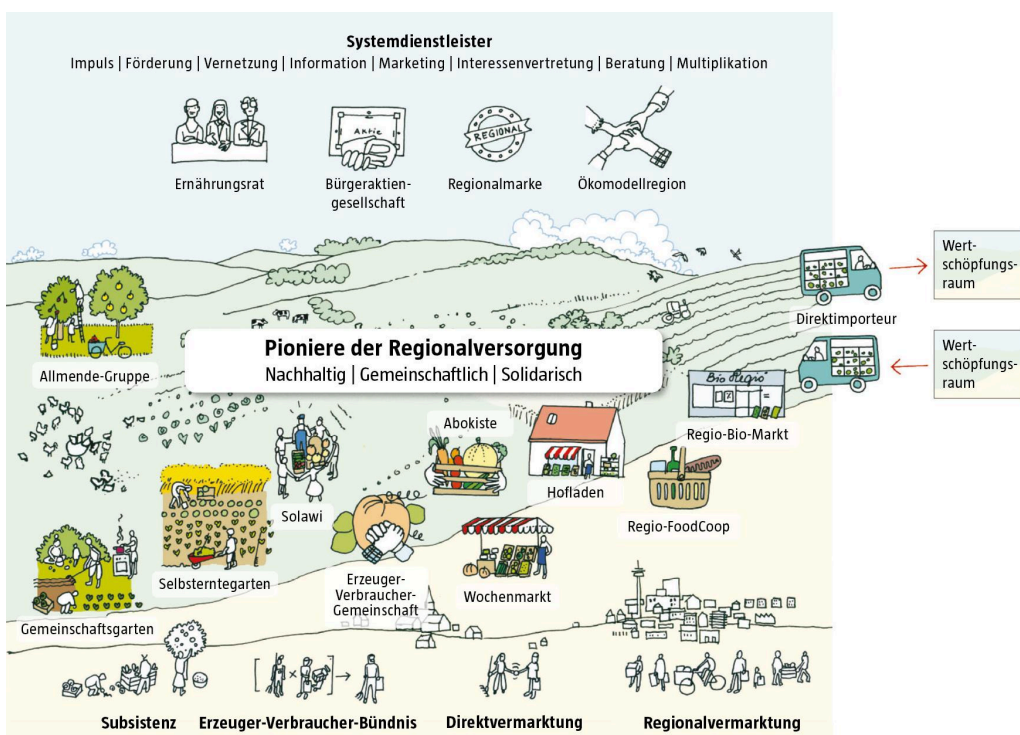 Systemdienstleister
Impuls | Förderung | Vernetzung | Information | Marketing | Interessenvertretung | Beratung | Multiplikation
AKtie
REGIONAL
Ernährungsrat
Bürgeraktien-
gesellschaft
Regionalmarke
Ökomodellregion
Wert-
schöpfungs-
raum
Direktimporteur
Pioniere der Regionalversorgung
Nachhaltig | Gemeinschaftlich | Solidarisch
Wert-
schöpfungs-
raum
Allmende-Gruppe
Bio Regio
Regio-Bio-Markt
Abokiste
Hofladen
Solawi
Regio-FoodCoop
Selbsterntegarten
Erzeuger-
Verbraucher-
Gemeinschaft
Wochenmarkt
Gemeinschaftsgarten
Subsistenz
Erzeuger-Verbraucher-Bündnis
Direktvermarktung
Regionalvermarktung